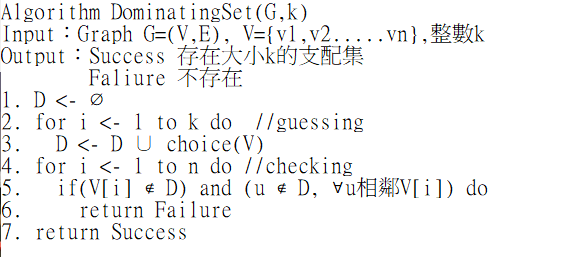 Algorithm DominatingSet(G,k)
Input：Graph G=(V,E), V={v1,v2.....vn},整數k
Output：Success 存在大小k的支配集
Faliure 不存在
1. D <- ∅
2. for i <- 1 to k do //guessing
3. D <- D ∪ choice(V)
4. for i <- 1 to n do //checking
5. if(V[i] ∉ D) and (u ∉ D, ∀u相鄰V[i]) do
6. return Failure
7. return Success